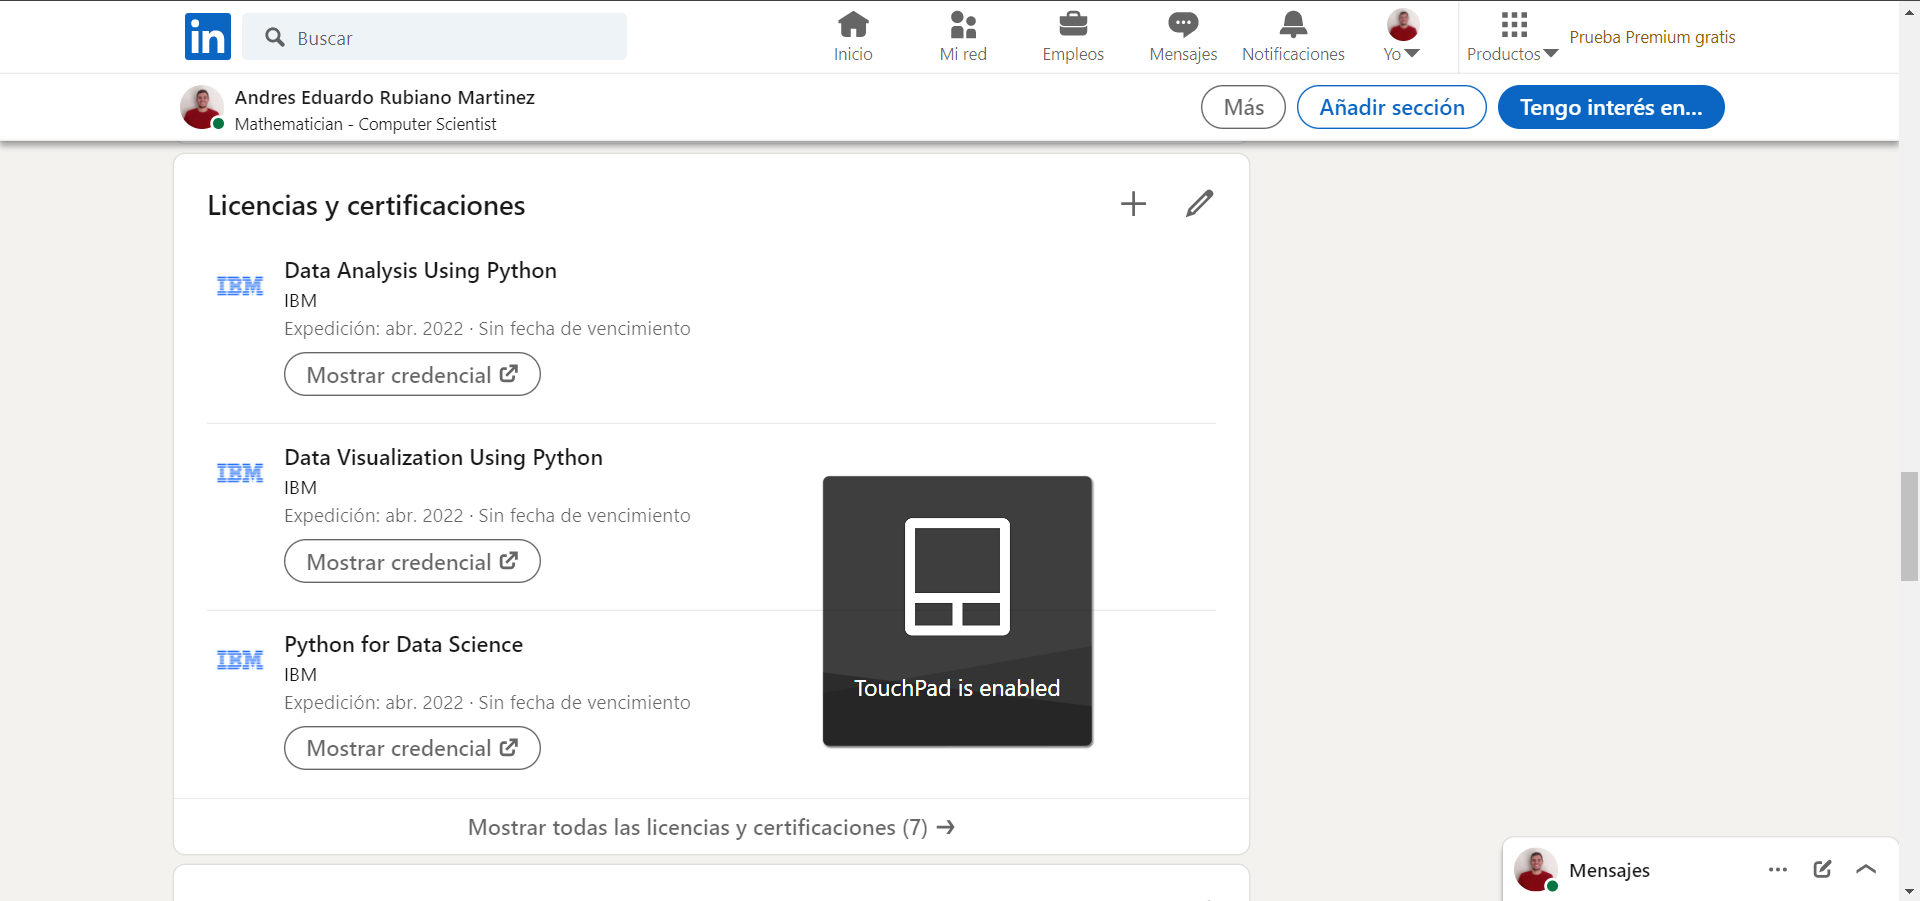 in
Buscar
Inicio
Mi red
Empleos
Mensajes
Notificaciones
Yo
Productos
Prueba Premium gratis
Andres Eduardo Rubiano Martinez
Mathematician - Computer Scientist
Más
Añadir sección
Tengo interés en...
Licencias y certificaciones
IBM
Data Analysis Using Python
IBM
Expedición: abr. 2022 · Sin fecha de vencimiento
Mostrar credencial
IBM
Data Visualization Using Python
IBM
Expedición: abr. 2022 · Sin fecha de vencimiento
Mostrar credencial
IBM
Python for Data Science
IBM
Expedición: abr. 2022 · Sin fecha de vencimiento
Mostrar credencial
TouchPad is enabled
Mostrar todas las licencias y certificaciones (7) →
Mensajes